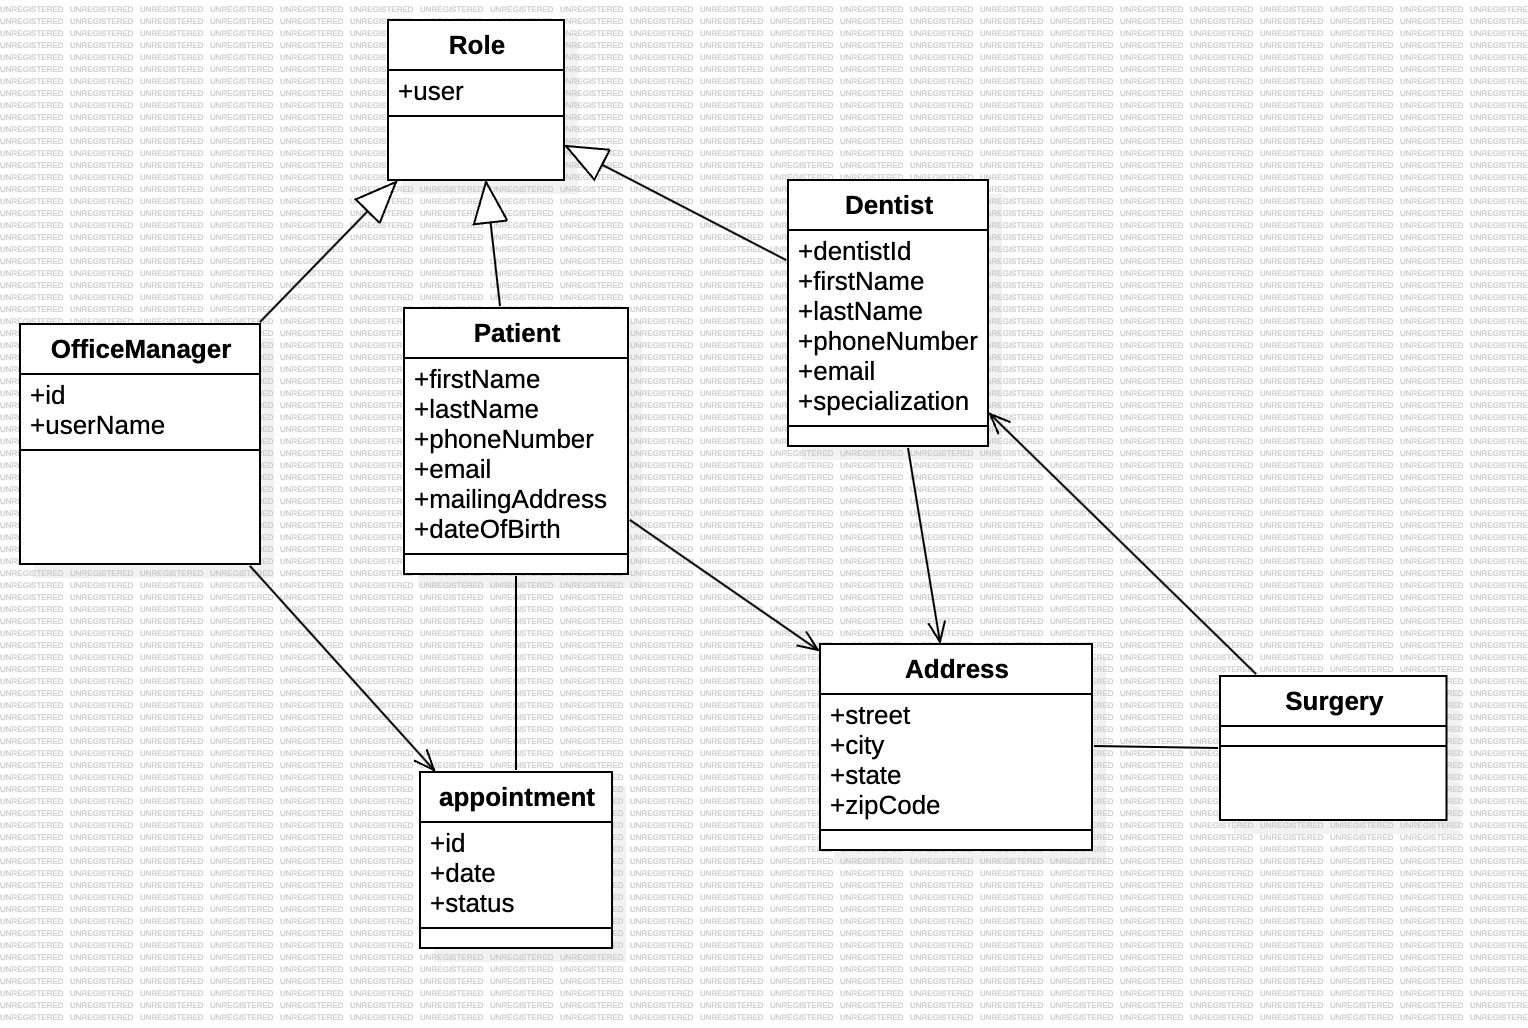 Role
+user
Dentist
+dentistId
+firstName
+lastName
+phoneNumber
+email
+specialization
OfficeManager
+id
+userName
Patient
+firstName
+lastName
+phoneNumber
+email
+mailingAddress
+dateOfBirth
Address
+street
+city
+state
+zipCode
Surgery
appointment
+id
+date
+status
UNREGISTERED